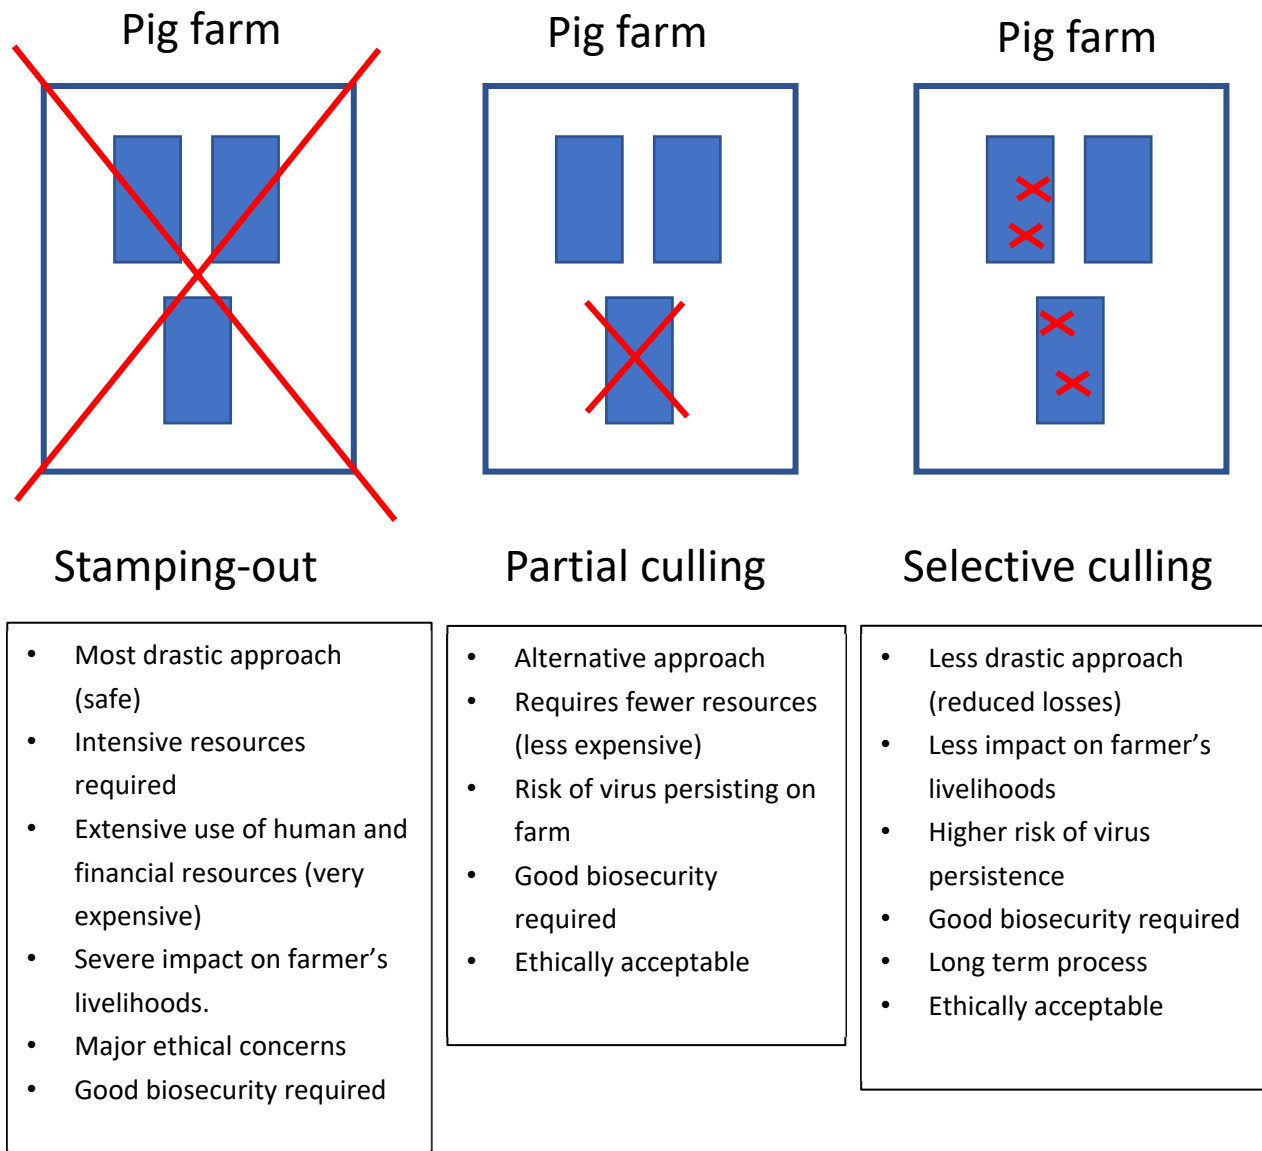 Pig farm
Pig farm
Pig farm
Stamping-out
Partial culling
Selective culling
• Most drastic approach
(safe)
• Intensive resources
required
• Extensive use of human and
financial resources (very
expensive)
• Severe impact on farmer’s
livelihoods.
• Major ethical concerns
• Good biosecurity required
• Alternative approach
• Requires fewer resources
(less expensive)
• Risk of virus persisting on
farm
• Good biosecurity
required
• Ethically acceptable
• Less drastic approach
(reduced losses)
• Less impact on farmer’s
livelihoods
• Higher risk of virus
persistence
• Good biosecurity required
• Long term process
• Ethically acceptable